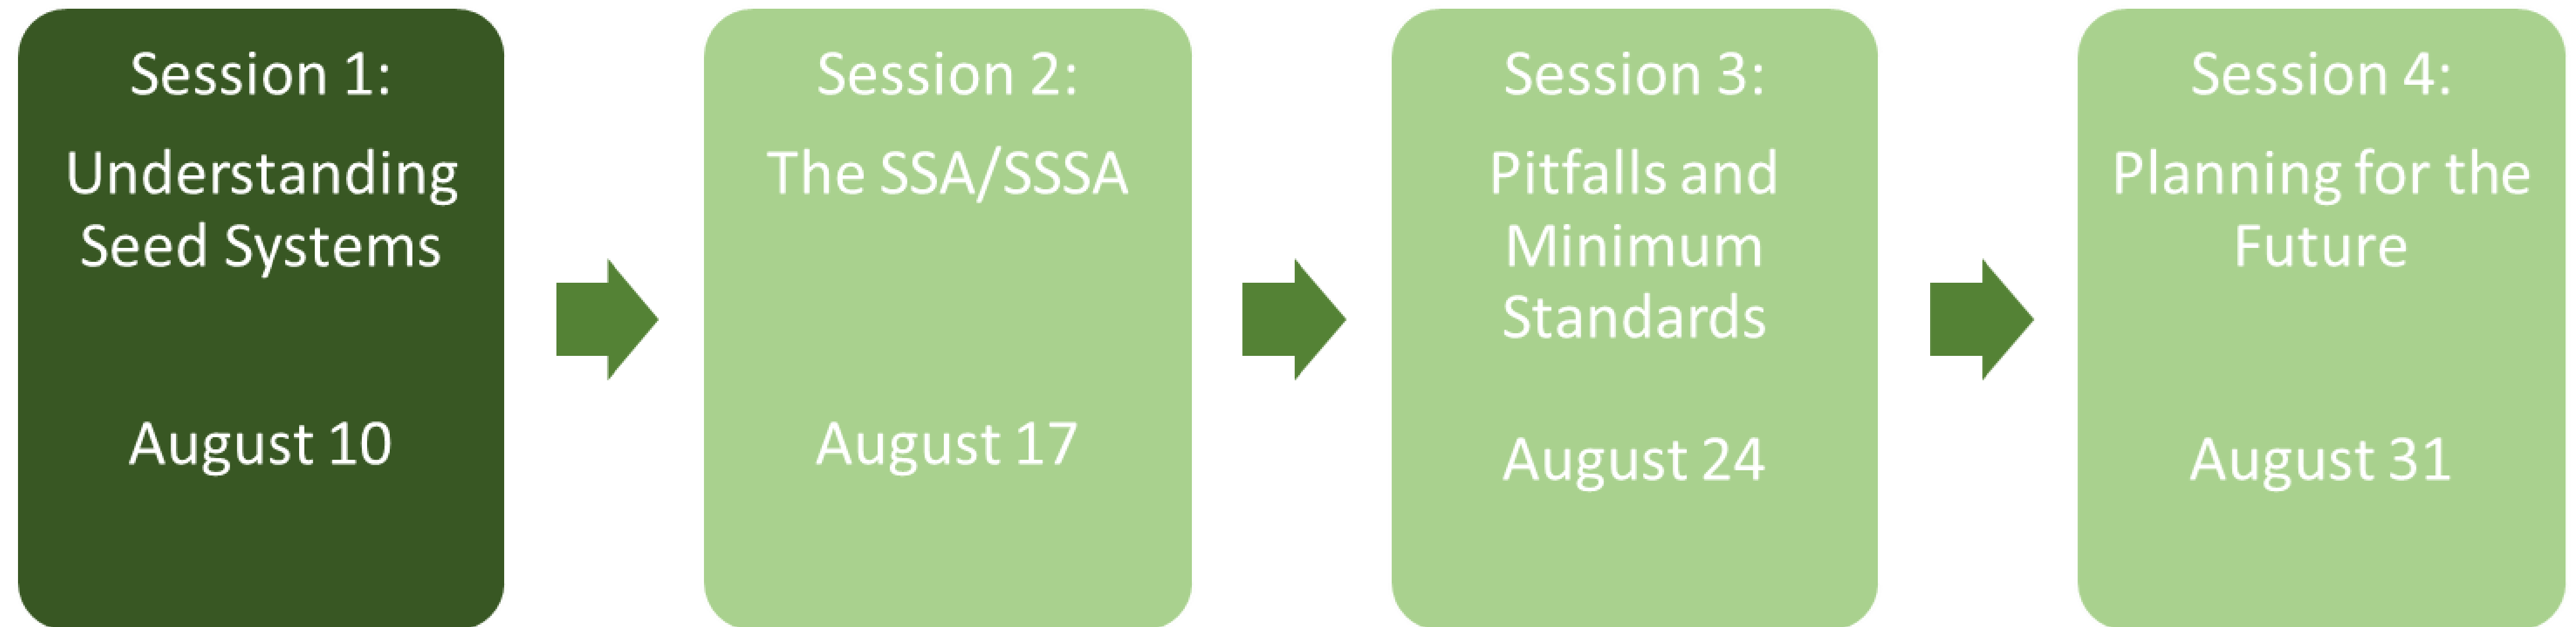 Session 1:
Understanding
Seed Systems
August 10
Session 2:
The SSA/SSSA
August 17
Session 3:
Pitfalls and
Minimum
Standards
August 24
Session 4:
Planning for the
Future
August 31